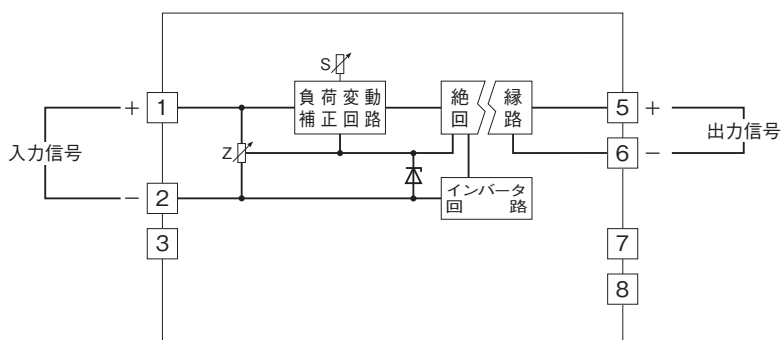 S
+ 1
負荷変動
補正回路
絶縁
回路
5 +
入力信号
Z
6 −
出力信号
− 2
インバータ
回路
3
7
8